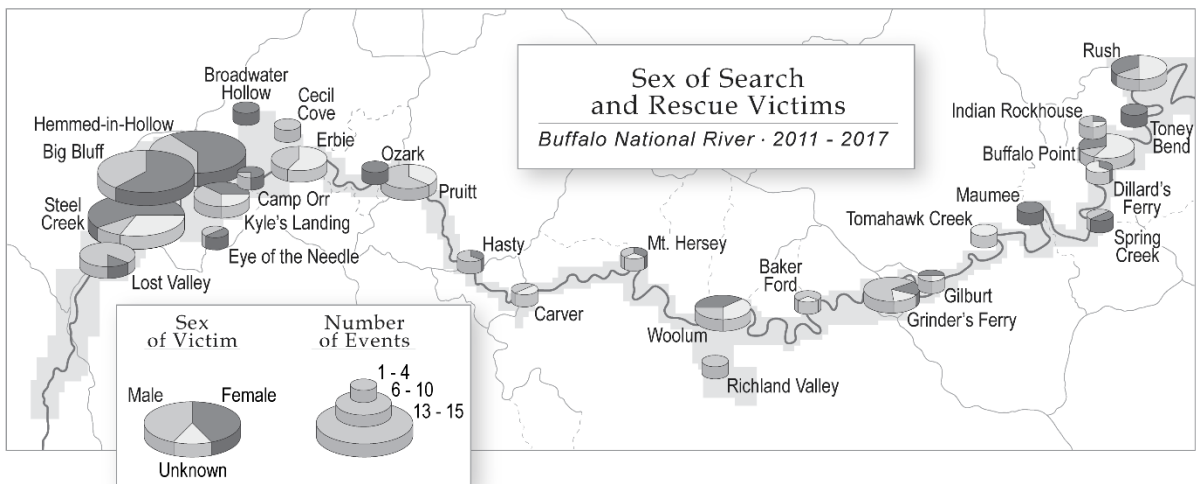 Sex of Search
and Rescue Victims
Buffalo National River · 2011 - 2017
Broadwater
Hollow
Cecil
Cove
Hemmed-in-Hollow
Erbie
Big Bluff
Ozark
Pruitt
Camp Orr
Steel
Creek
Kyle's Landing
Eye of the Needle
Lost Valley
Hasty
Carver
Mt. Hersey
Woolum
Richland Valley
Baker
Ford
Grinder's Ferry
Gilburt
Tomahawk Creek
Maumee
Spring
Creek
Dillard's
Ferry
Buffalo Point
Indian Rockhouse
Toney
Bend
Rush
Sex
of Victim
Male
Female
Unknown
Number
of Events
1 - 4
6 - 10
13 - 15